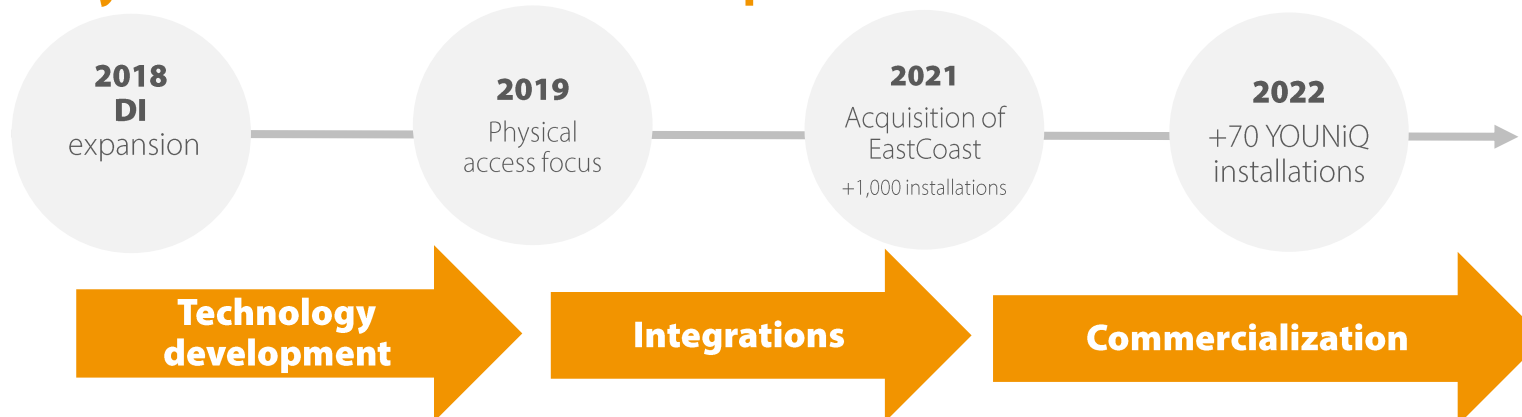 2018
DI
expansion
2019
Physical
access focus
2021
Acquisition of
EastCoast
+1,000 installations
2022
+70 YOUNiQ
installations
Technology
development
Integrations
Commercialization